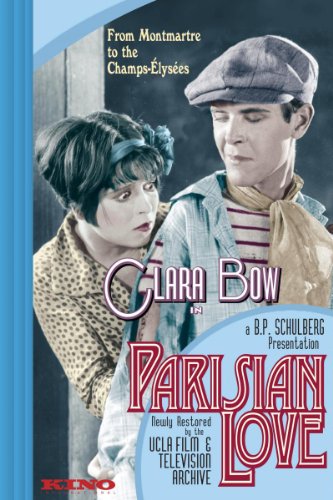 From Montmartre
to the
Champs-Élysées
CLARA BOW
IN
a B.P. SCHULBERG
Presentation
PARISIAN
LOVE
Newly Restored
by the
UCLA FILM &
TELEVISION
ARCHIVE
KINO
INTERNATIONAL